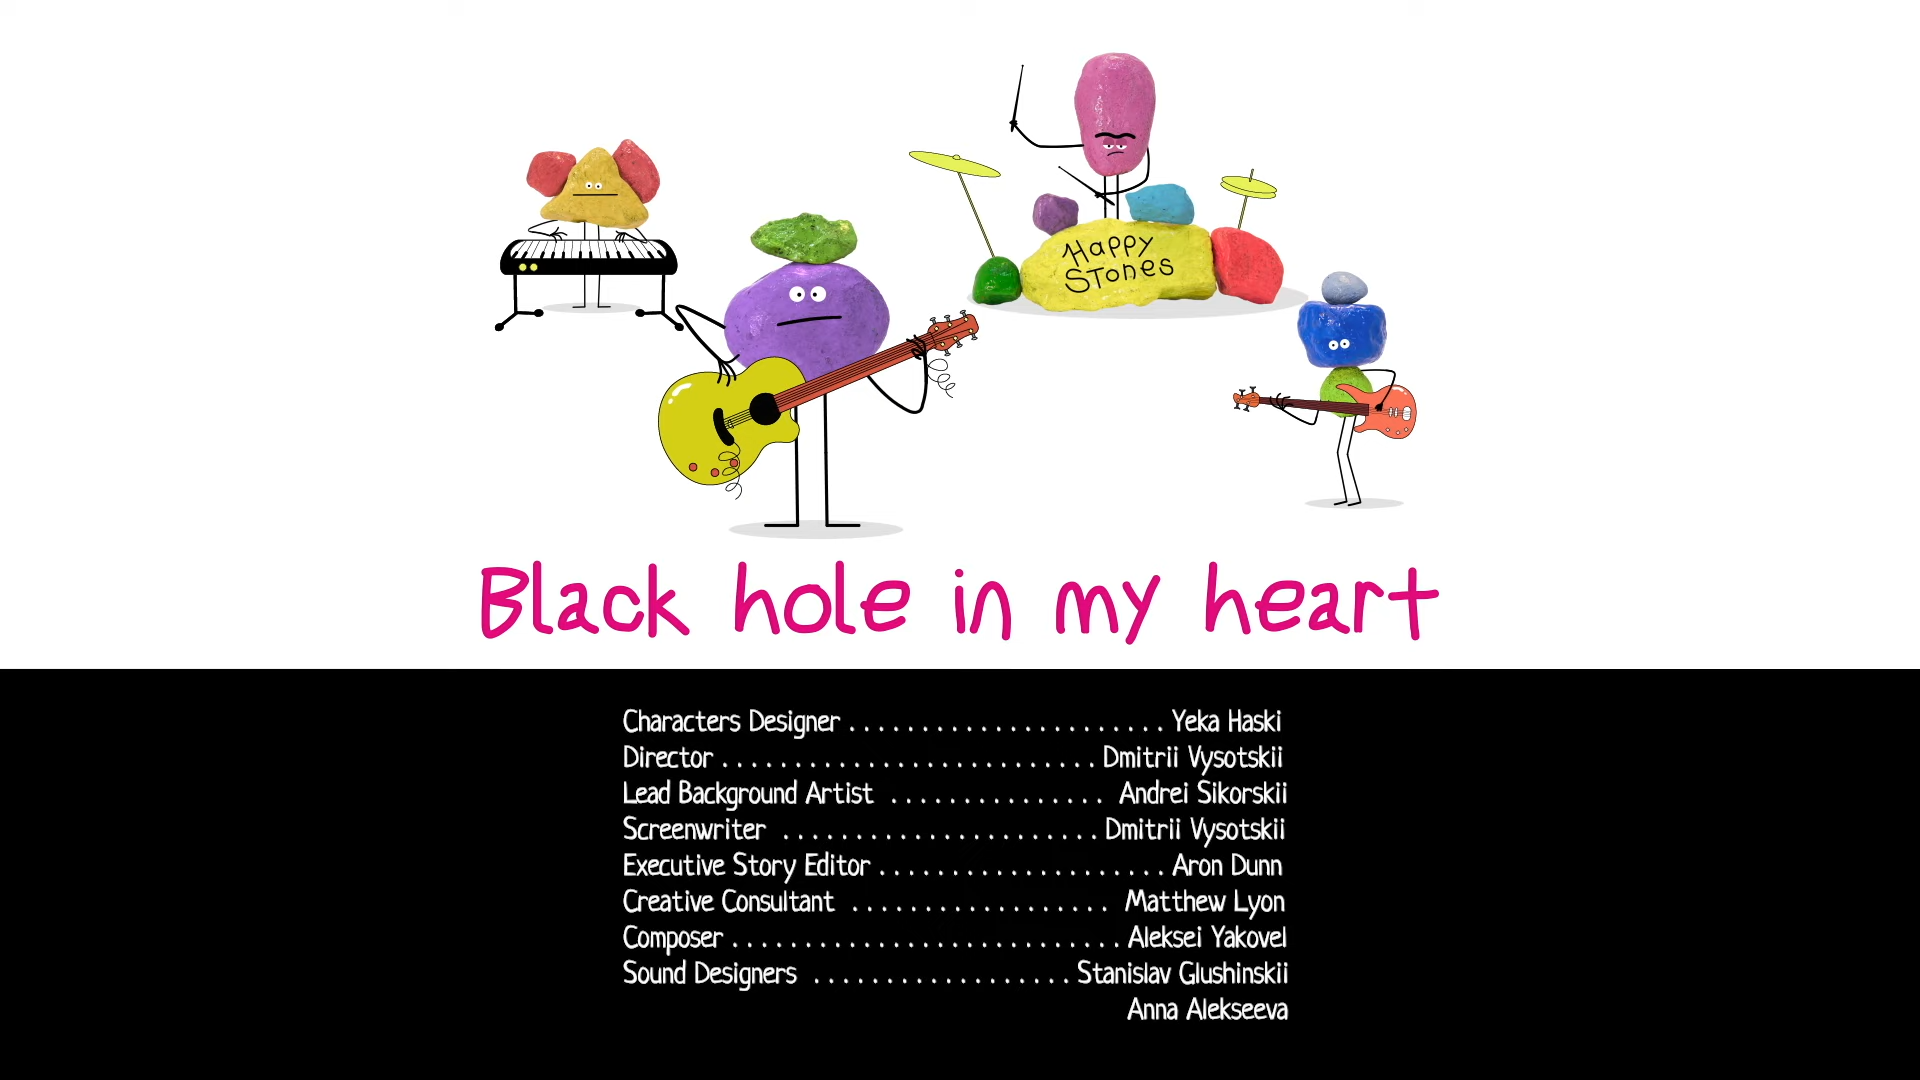 Happy
Stones
Black hole in my heart
Characters Designer . . . . . . . . . . . . . . . . . . . . . . Yeka Haski
Director . . . . . . . . . . . . . . . . . . . . . . . . . . Dmitrii Vysotskii
Lead Background Artist . . . . . . . . . . . . . . . Andrei Sikorskii
Screenwriter . . . . . . . . . . . . . . . . . . . . . . Dmitrii Vysotskii
Executive Story Editor . . . . . . . . . . . . . . . . . . . . Aron Dunn
Creative Consultant . . . . . . . . . . . . . . . . . . Matthew Lyon
Composer . . . . . . . . . . . . . . . . . . . . . . . . . . . Aleksei Yakovel
Sound Designers . . . . . . . . . . . . . . . . . . Stanislav Glushinskii
Anna Alekseeva